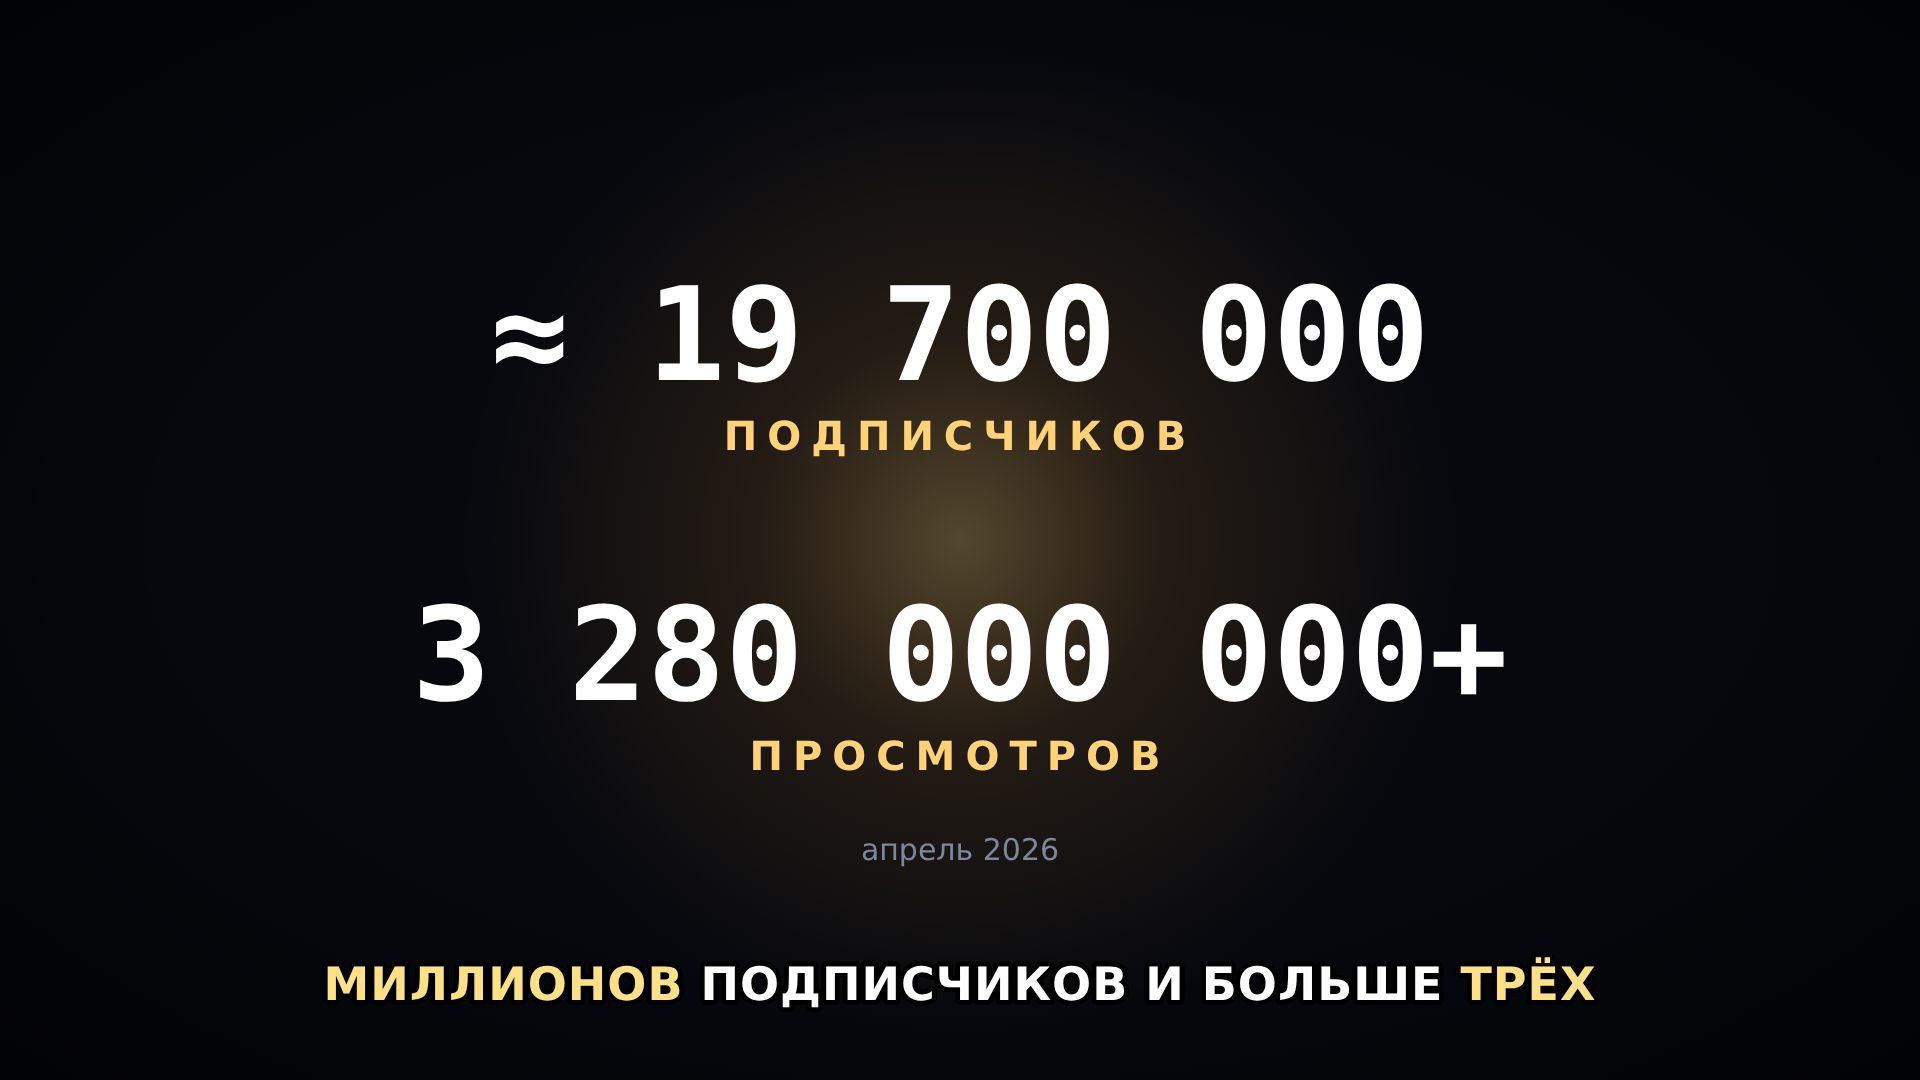 ≈ 19 700 000
ПОДПИСЧИКОВ
3 280 000 000+
ПРОСМОТРОВ
апрель 2026
МИЛЛИОНОВ ПОДПИСЧИКОВ И БОЛЬШЕ ТРЁХ